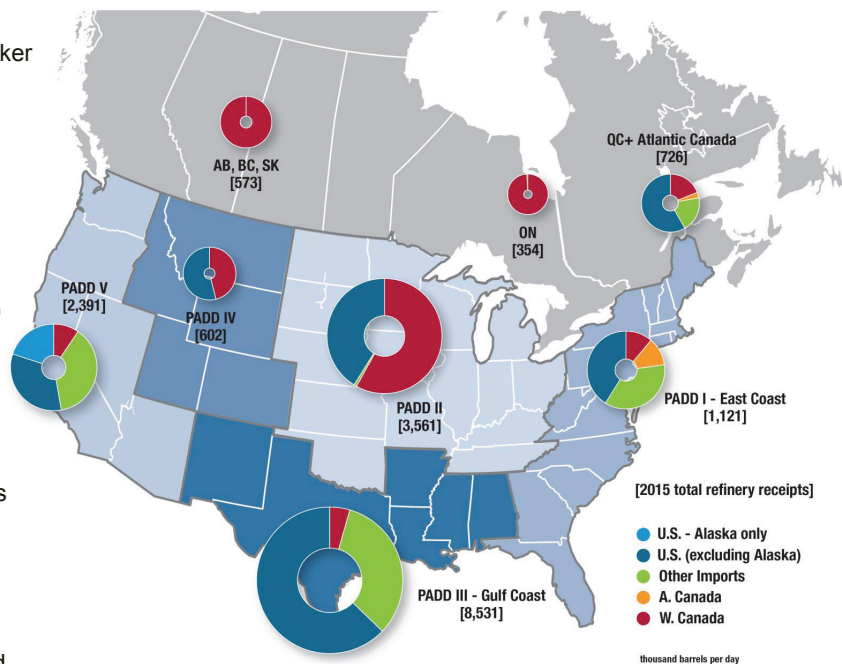 ker
AB, BC, SK
[573]
QC+ Atlantic Canada
[726]
ON
[354]
PADD V
[2,391]
PADD IV
[602]
PADD II
[3,561]
PADD I - East Coast
[1,121]
s
[2015 total refinery receipts]
U.S. - Alaska only
U.S. (excluding Alaska)
Other Imports
A. Canada
W. Canada
PADD III - Gulf Coast
[8,531]
thousand barrels per day